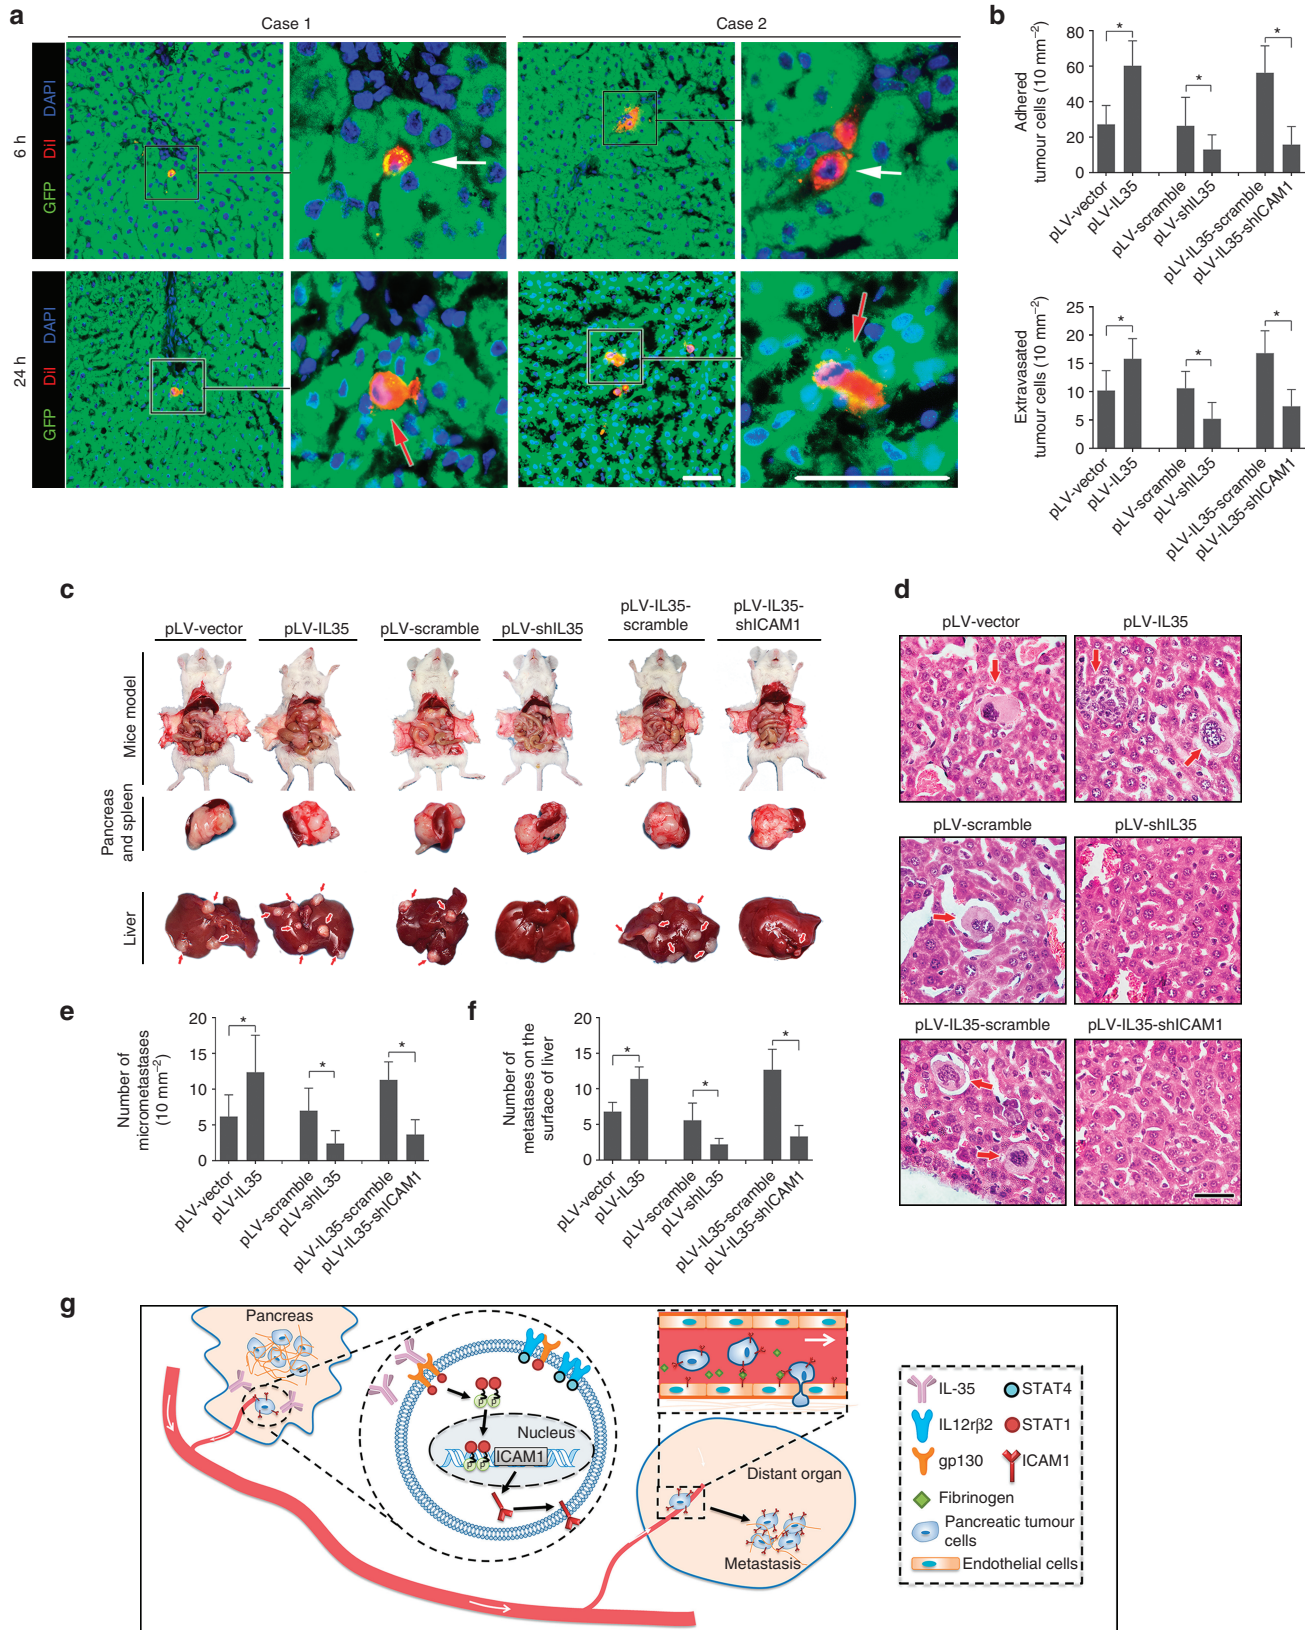 a
Case 1
Case 2
6 h
GFP DiI DAPI
24 h
GFP DiI DAPI
b
Adhered
tumour cells (10 mm−2)
80
60
40
20
0
pLV-vector
pLV-IL35
pLV-scramble
pLV-shIL35
pLV-IL35-scramble
pLV-IL35-shICAM1
*
*
*
Extravasated
tumour cells (10 mm−2)
25
20
15
10
5
0
pLV-vector
pLV-IL35
pLV-scramble
pLV-shIL35
pLV-IL35-scramble
pLV-IL35-shICAM1
*
*
*
c
pLV-vector
pLV-IL35
pLV-scramble
pLV-shIL35
pLV-IL35-
scramble
pLV-IL35-
shICAM1
Mice model
Pancreas
and spleen
Liver
d
pLV-vector
pLV-IL35
pLV-scramble
pLV-shIL35
pLV-IL35-scramble
pLV-IL35-shICAM1
e
Number of
micrometastases
(10 mm−2)
20
15
10
5
0
*
*
*
pLV-vector
pLV-IL35
pLV-scramble
pLV-shIL35
pLV-IL35-scramble
pLV-IL35-shICAM1
f
Number of
metastases on the
surface of liver
20
15
10
5
0
*
*
*
pLV-vector
pLV-IL35
pLV-scramble
pLV-shIL35
pLV-IL35-scramble
pLV-IL35-shICAM1
g
Pancreas
P P
Nucleus
P P
ICAM1
Distant organ
Metastasis
IL-35
STAT4
IL12rβ2
STAT1
gp130
ICAM1
Fibrinogen
Pancreatic tumour
cells
Endothelial cells